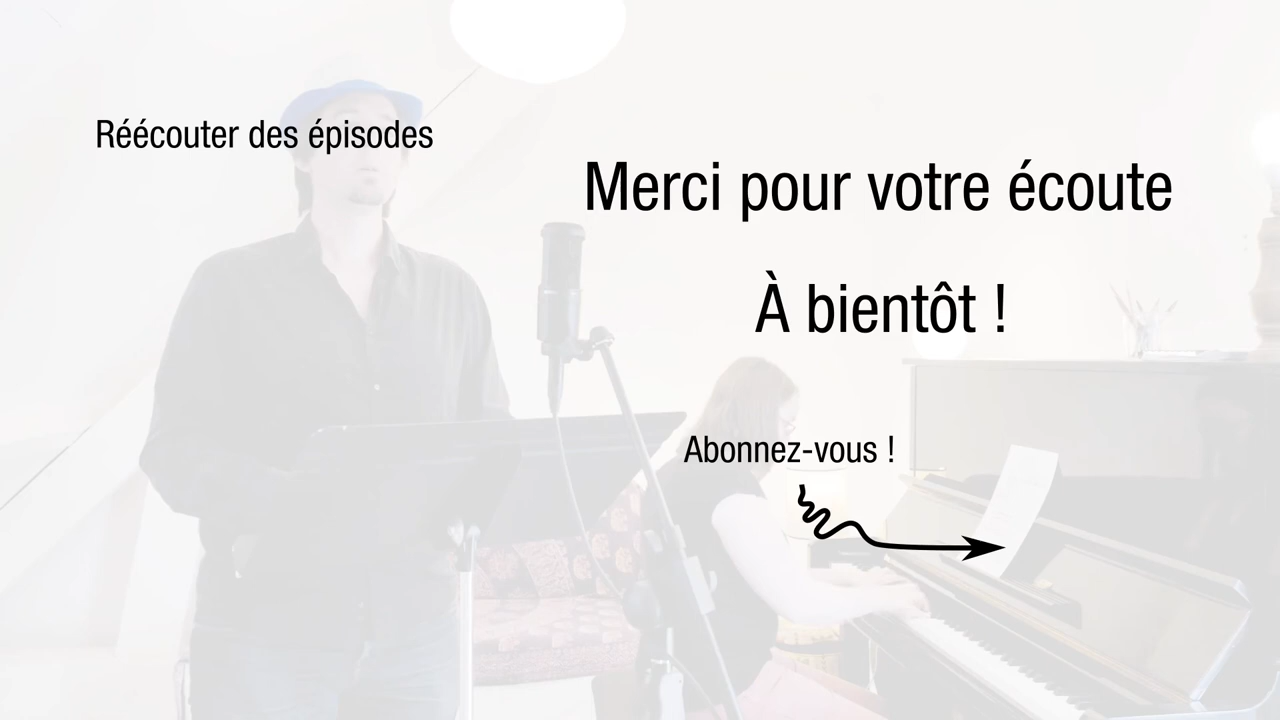 Réécouter des épisodes
Merci pour votre écoute
À bientôt !
Abonnez-vous !